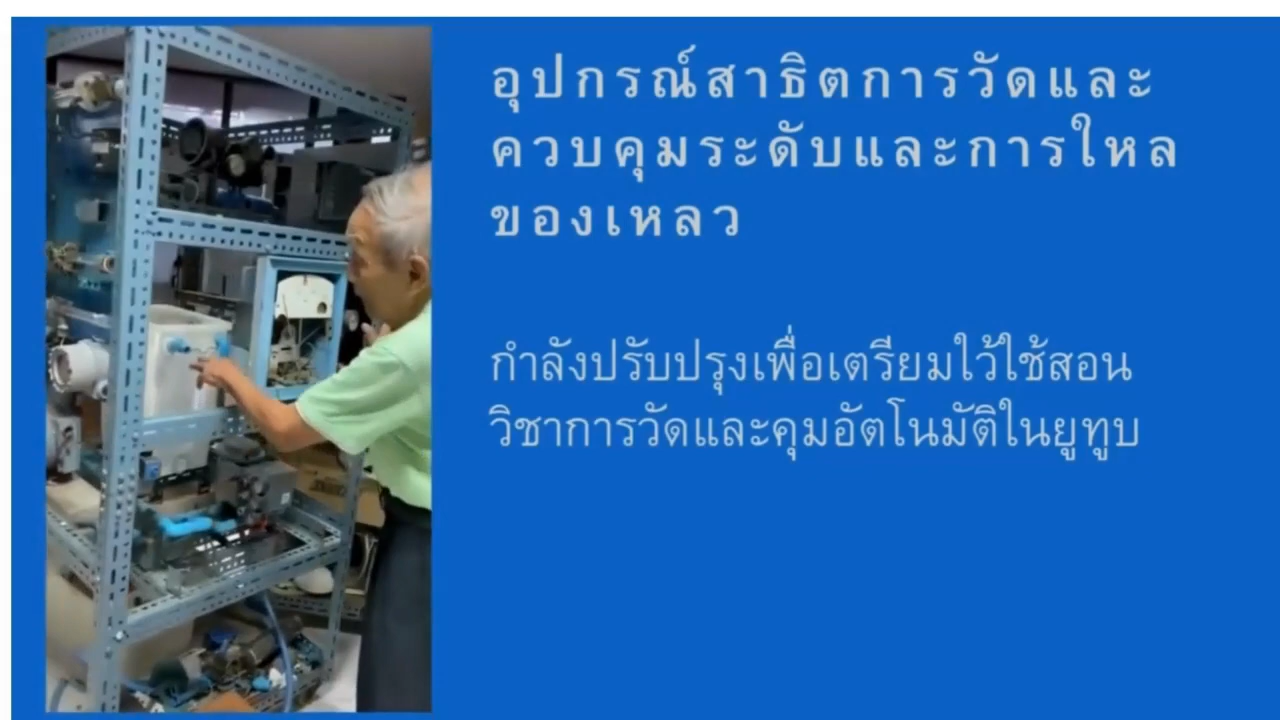 อุปกรณ์สาธิตการวัดและ
ควบคุมระดับและการใหล
ของเหลว
กำลังปรับปรุงเพื่อเตรียมใว้ใช้สอน
วิชาการวัดและคุมอัตโนมัติในยูทูบ